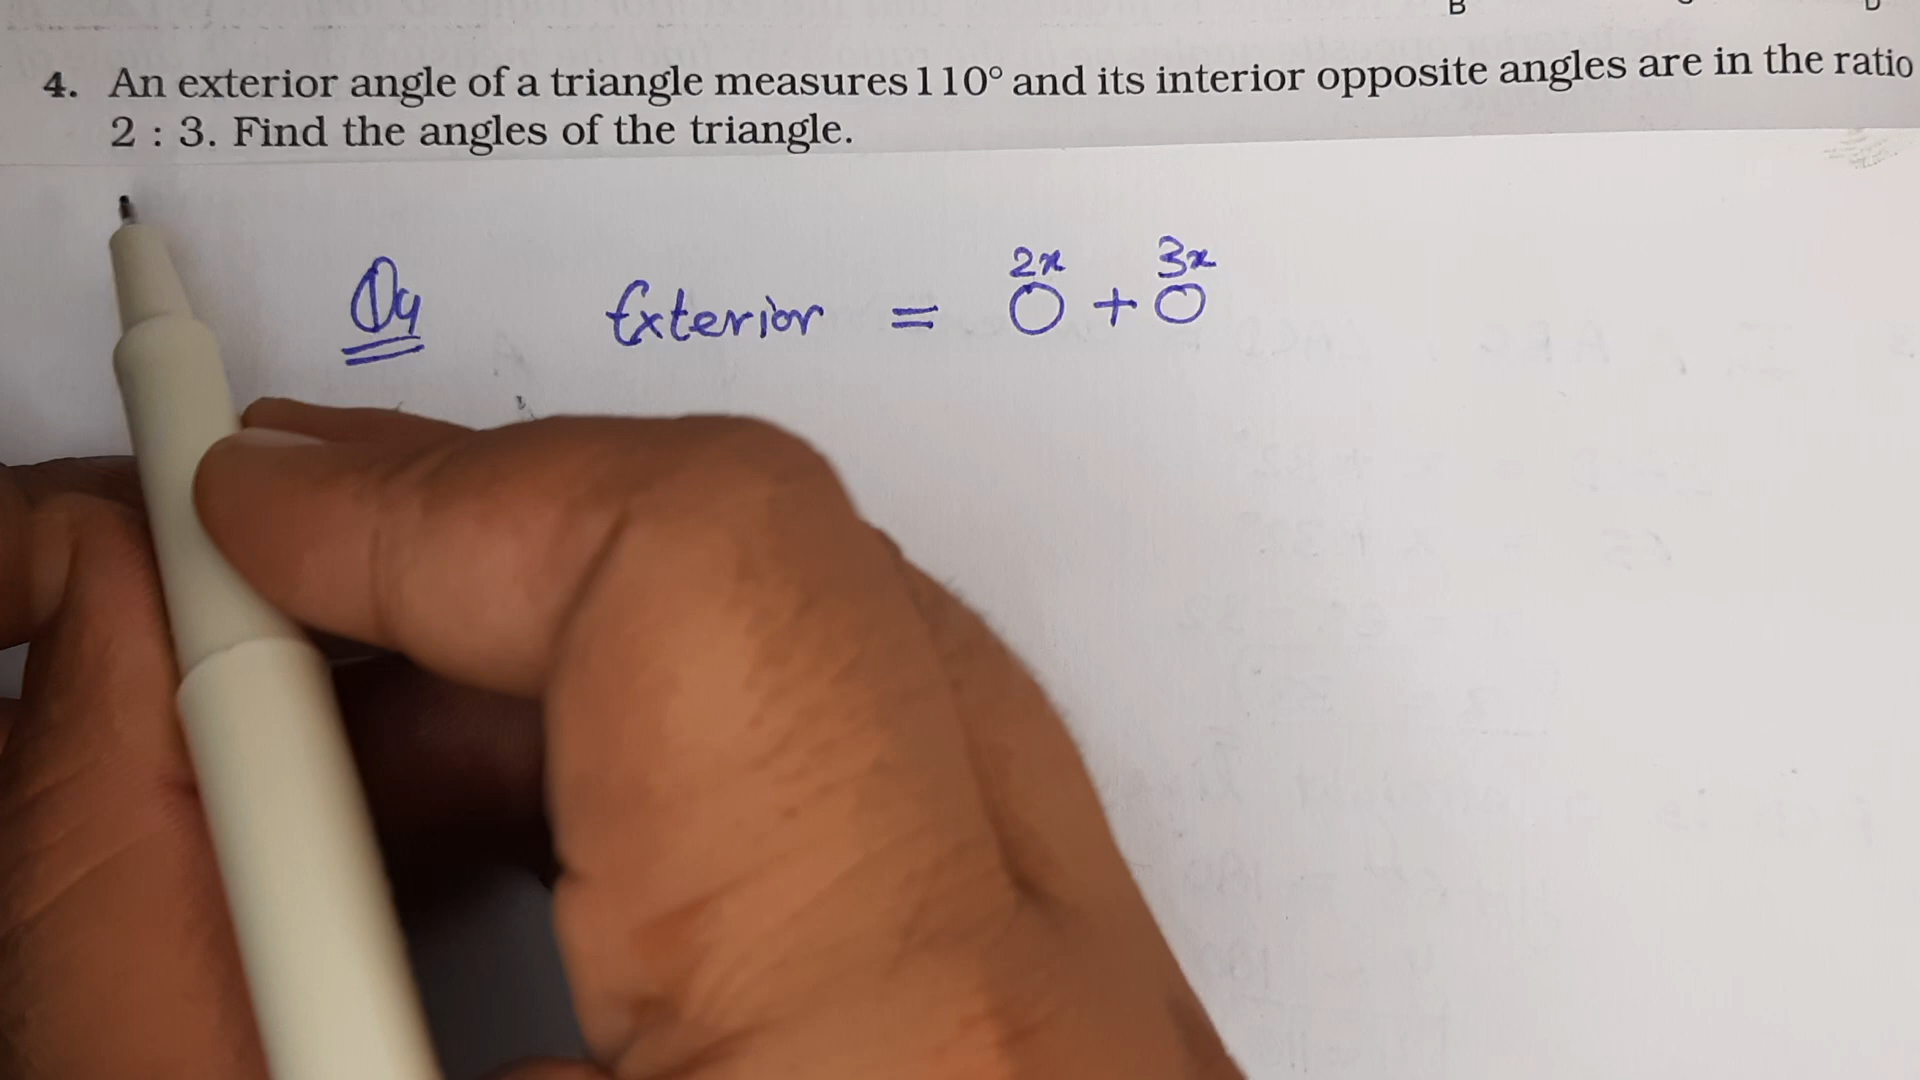 B
4. An exterior angle of a triangle measures 110° and its interior opposite angles are in the ratio
2 : 3. Find the angles of the triangle.
2x 3x
Q4 Exterior = O + O